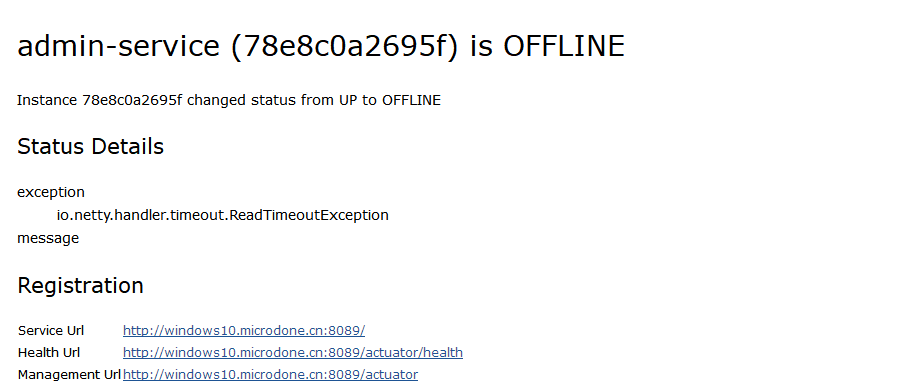 admin-service (78e8c0a2695f) is OFFLINE
Instance 78e8c0a2695f changed status from UP to OFFLINE
Status Details
exception
io.netty.handler.timeout.ReadTimeoutException
message
Registration
Service Url http://windows10.microdone.cn:8089/
Health Url http://windows10.microdone.cn:8089/actuator/health
Management Url http://windows10.microdone.cn:8089/actuator